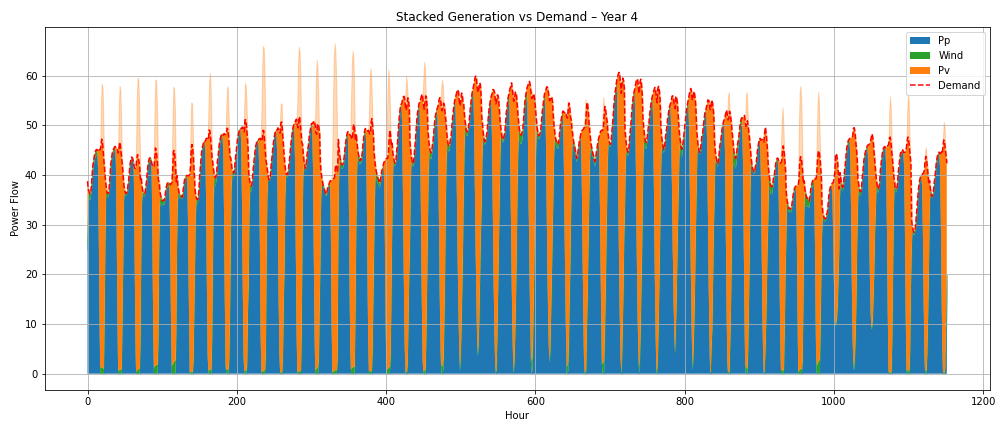 Stacked Generation vs Demand – Year 4
Pp
Wind
Pv
Demand
60
50
40
30
20
10
0
Power Flow
0 200 400 600 800 1000 1200
Hour